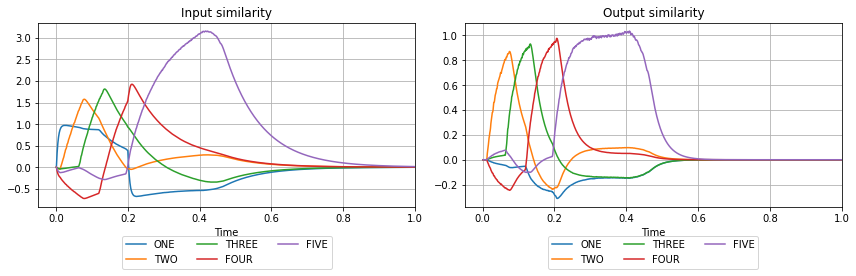 Input similarity
3.0
2.5
2.0
1.5
1.0
0.5
0.0
−0.5
0.0 0.2 0.4 0.6 0.8 1.0
Time
ONE THREE FIVE
TWO FOUR
Output similarity
1.0
0.8
0.6
0.4
0.2
0.0
−0.2
0.0 0.2 0.4 0.6 0.8 1.0
Time
ONE THREE FIVE
TWO FOUR